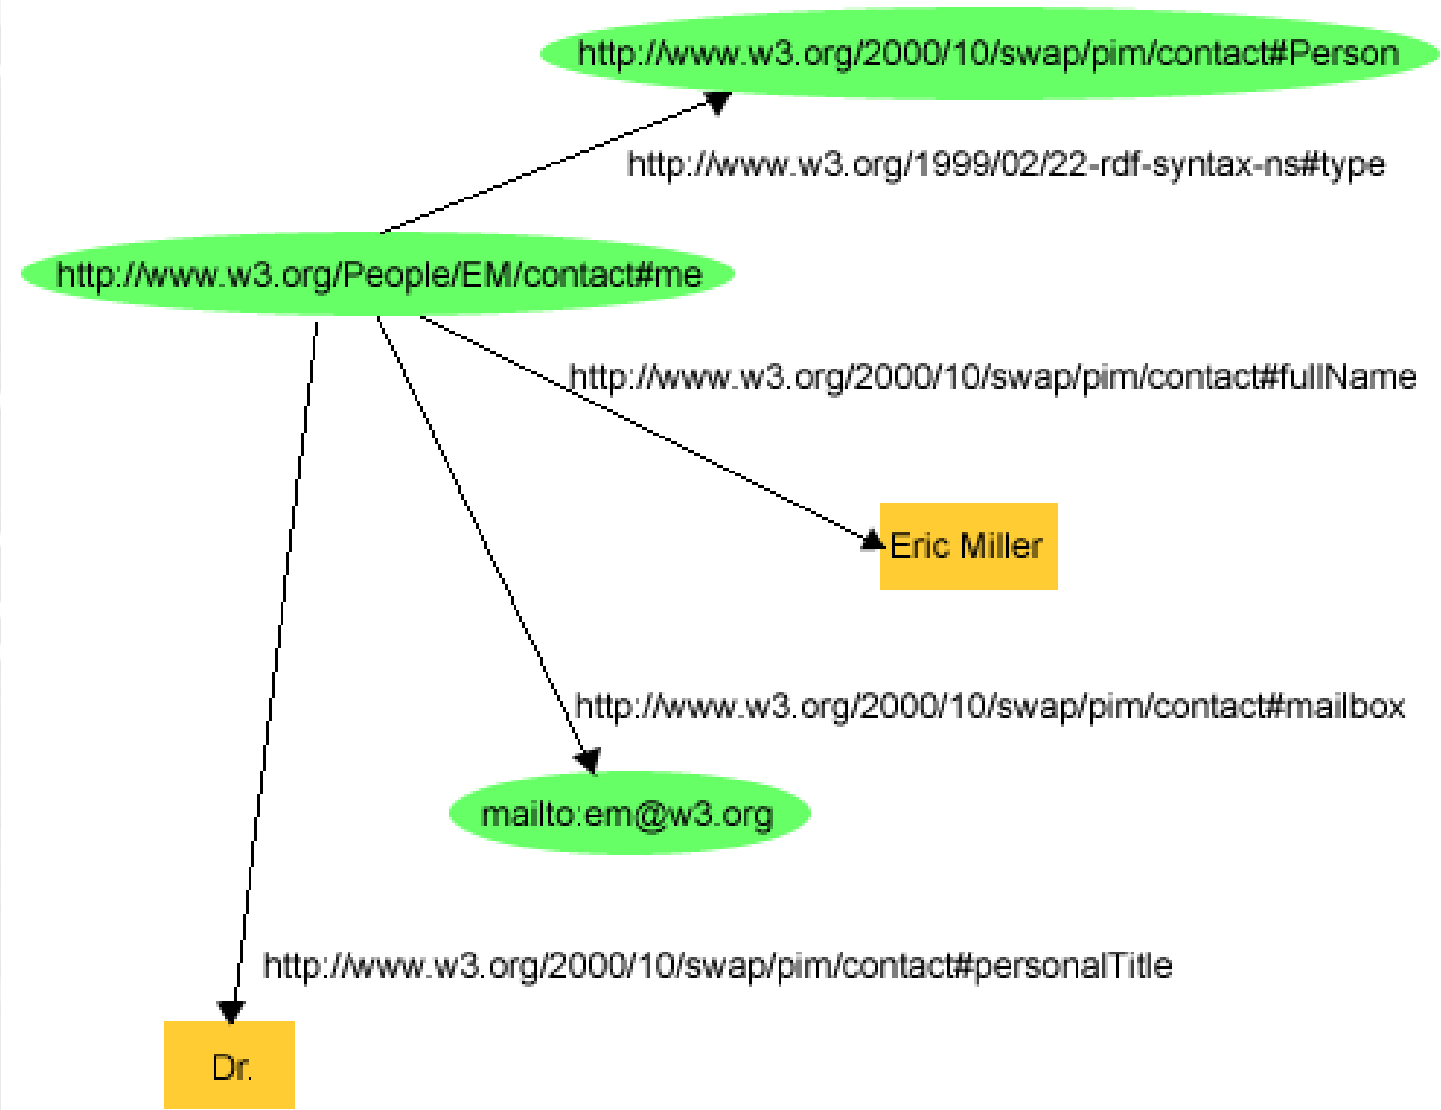 http://www.w3.org/2000/10/swap/pim/contact#Person
http://www.w3.org/1999/02/22-rdf-syntax-ns#type
http://www.w3.org/People/EM/contact#me
http://www.w3.org/2000/10/swap/pim/contact#fullName
Eric Miller
http://www.w3.org/2000/10/swap/pim/contact#mailbox
mailto:em@w3.org
http://www.w3.org/2000/10/swap/pim/contact#personalTitle
Dr.